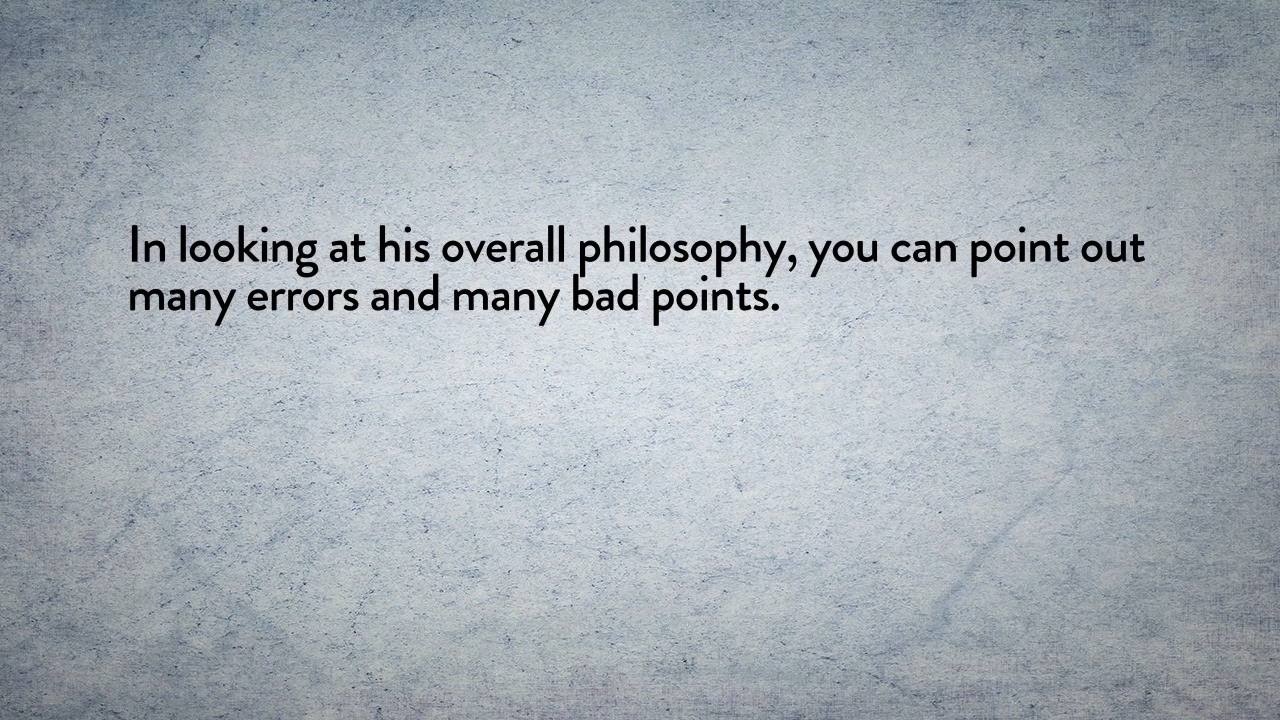 In looking at his overall philosophy, you can point out
many errors and many bad points.